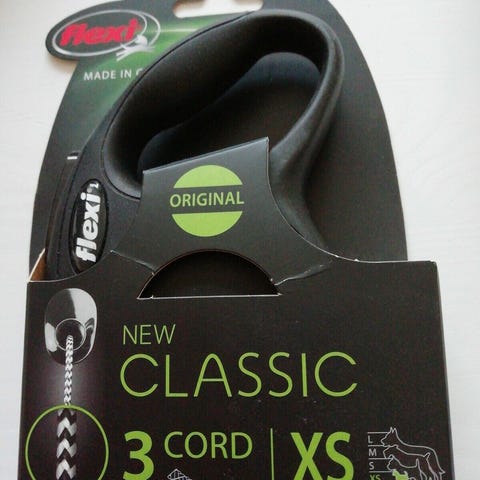 flexi
MADE IN G
ORIGINAL
flexi
NEW
CLASSIC
3 CORD
XS
L
M
S
XS